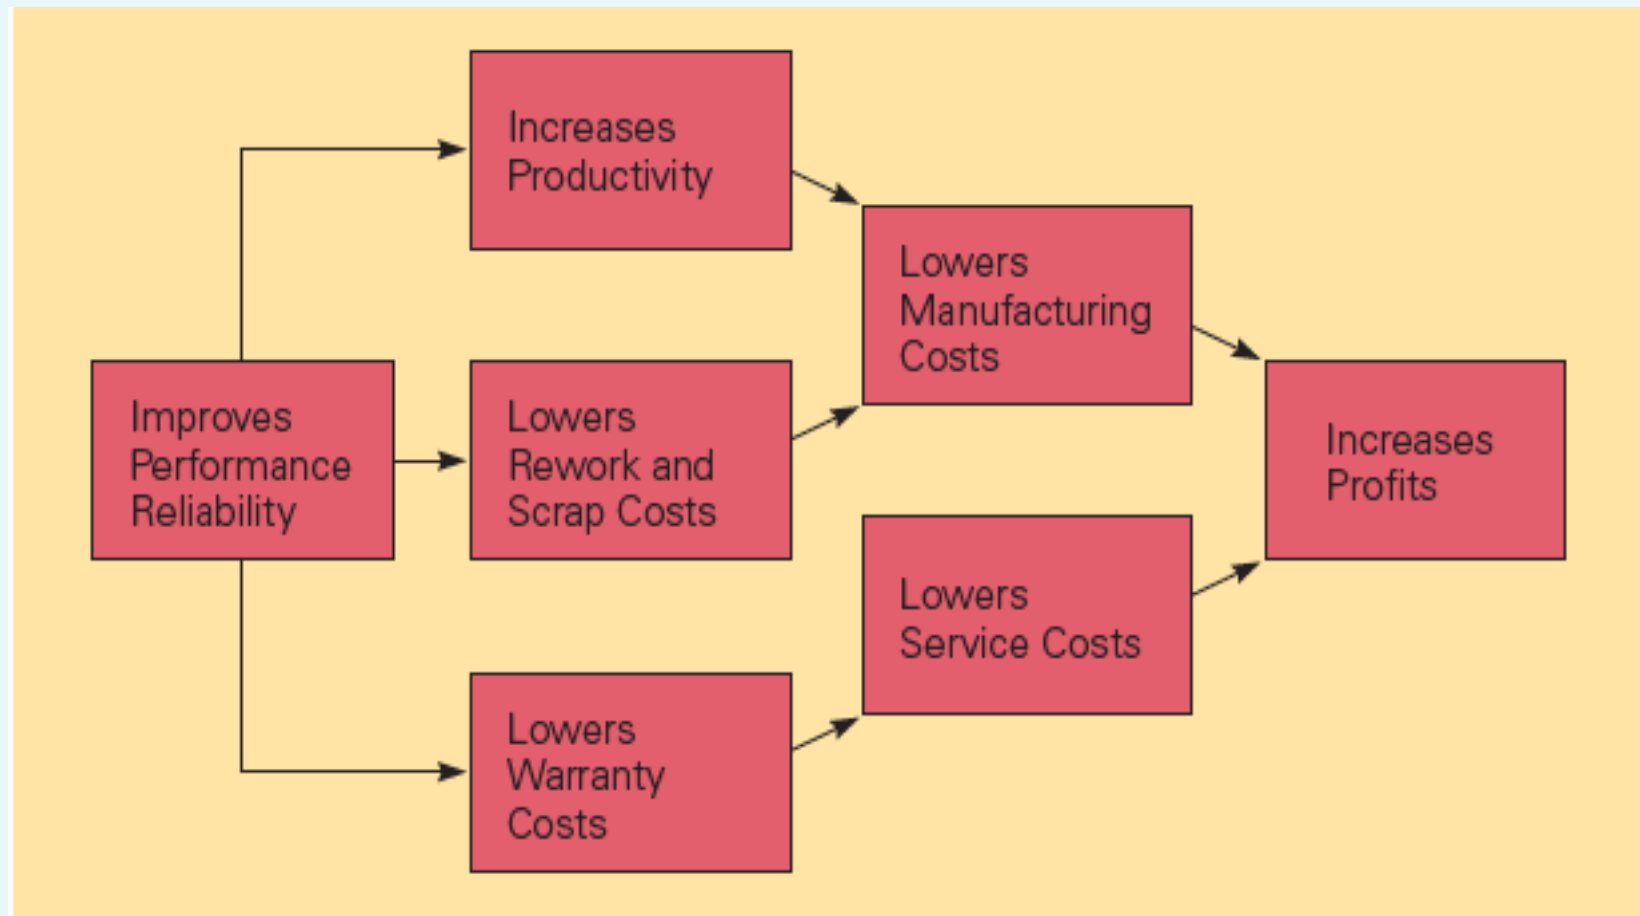 Increases
Productivity
Lowers
Manufacturing
Costs
Improves
Performance
Reliability
Lowers
Rework and
Scrap Costs
Increases
Profits
Lowers
Service Costs
Lowers
Warranty
Costs